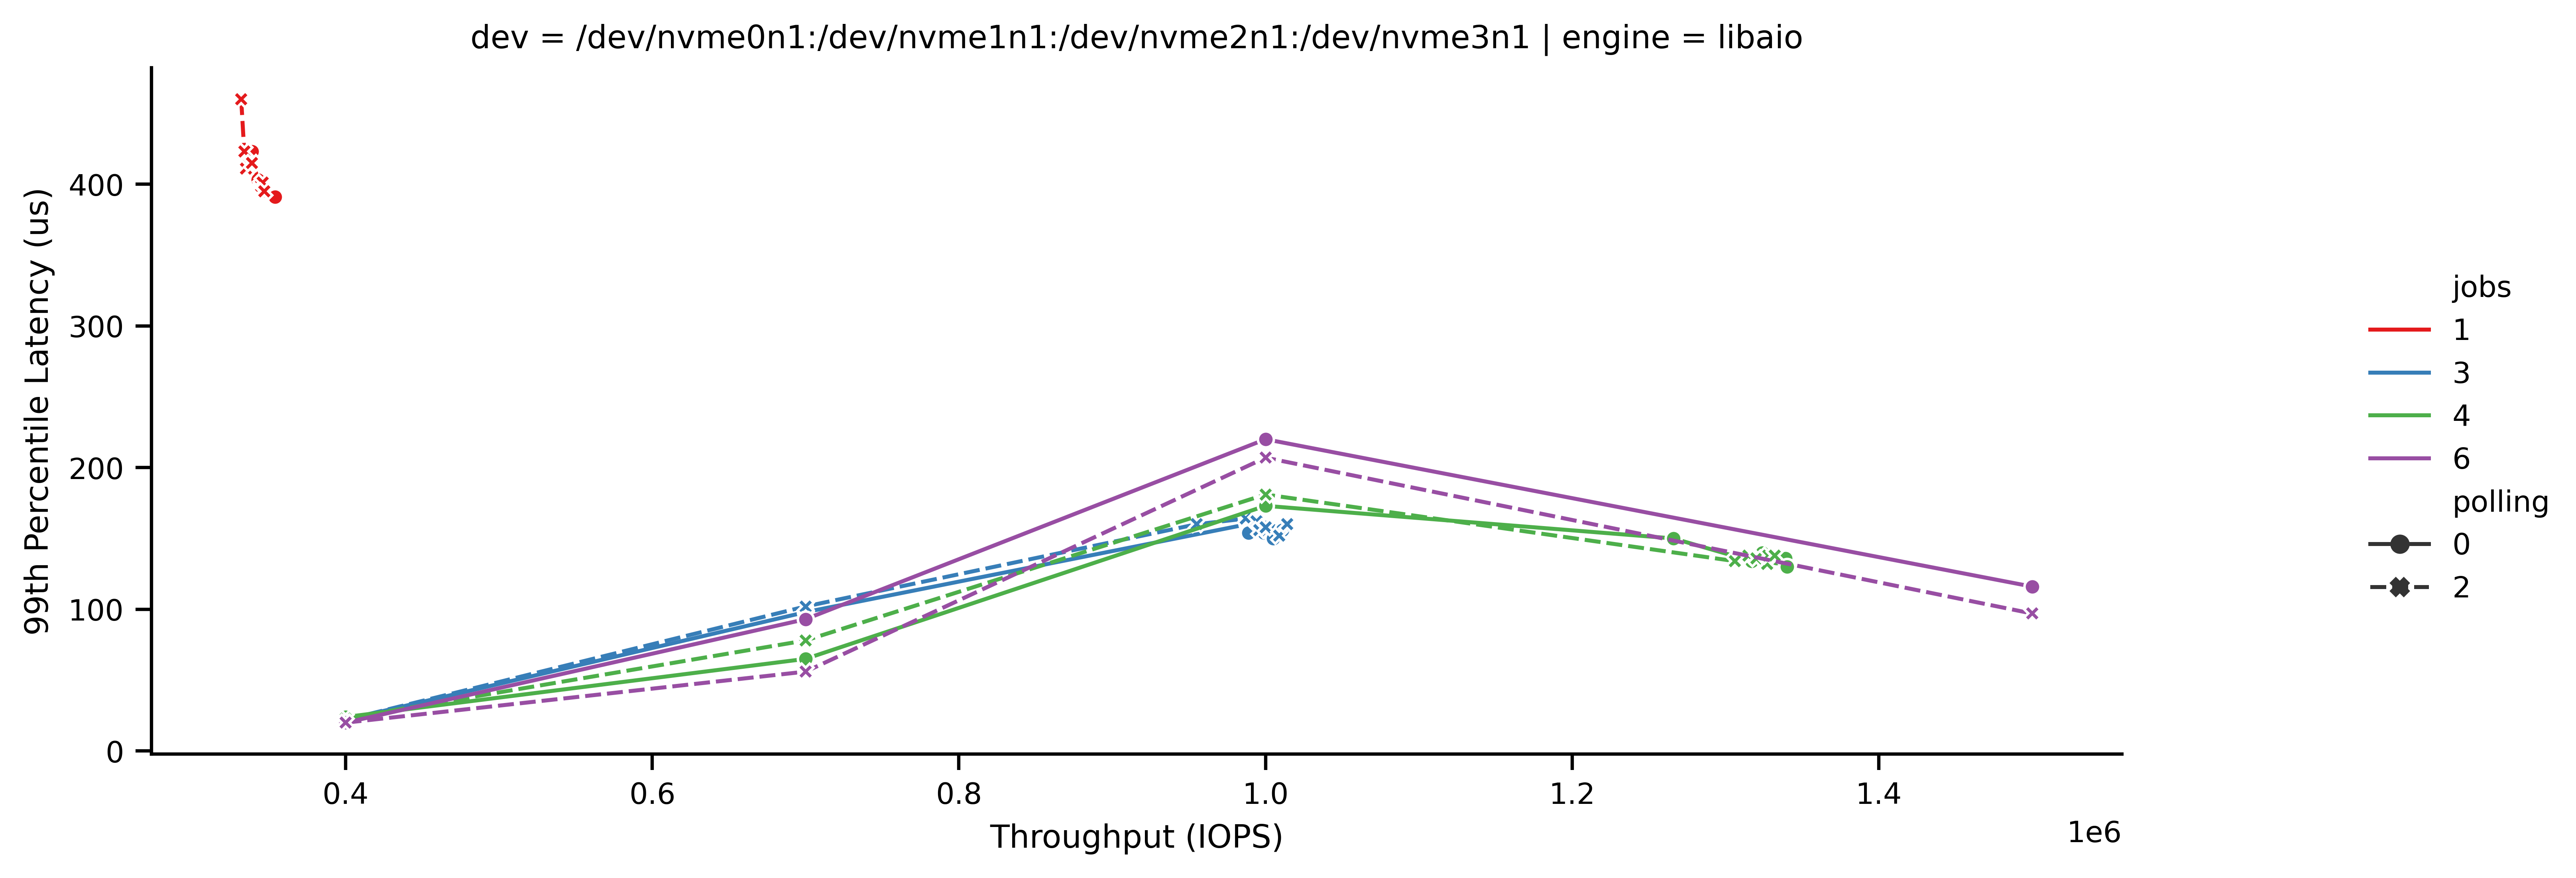 dev = /dev/nvme0n1:/dev/nvme1n1:/dev/nvme2n1:/dev/nvme3n1 | engine = libaio
99th Percentile Latency (us)
400
300
200
100
0
0.4
0.6
0.8
1.0
1.2
1.4
1e6
Throughput (IOPS)
jobs
1
3
4
6
polling
0
2